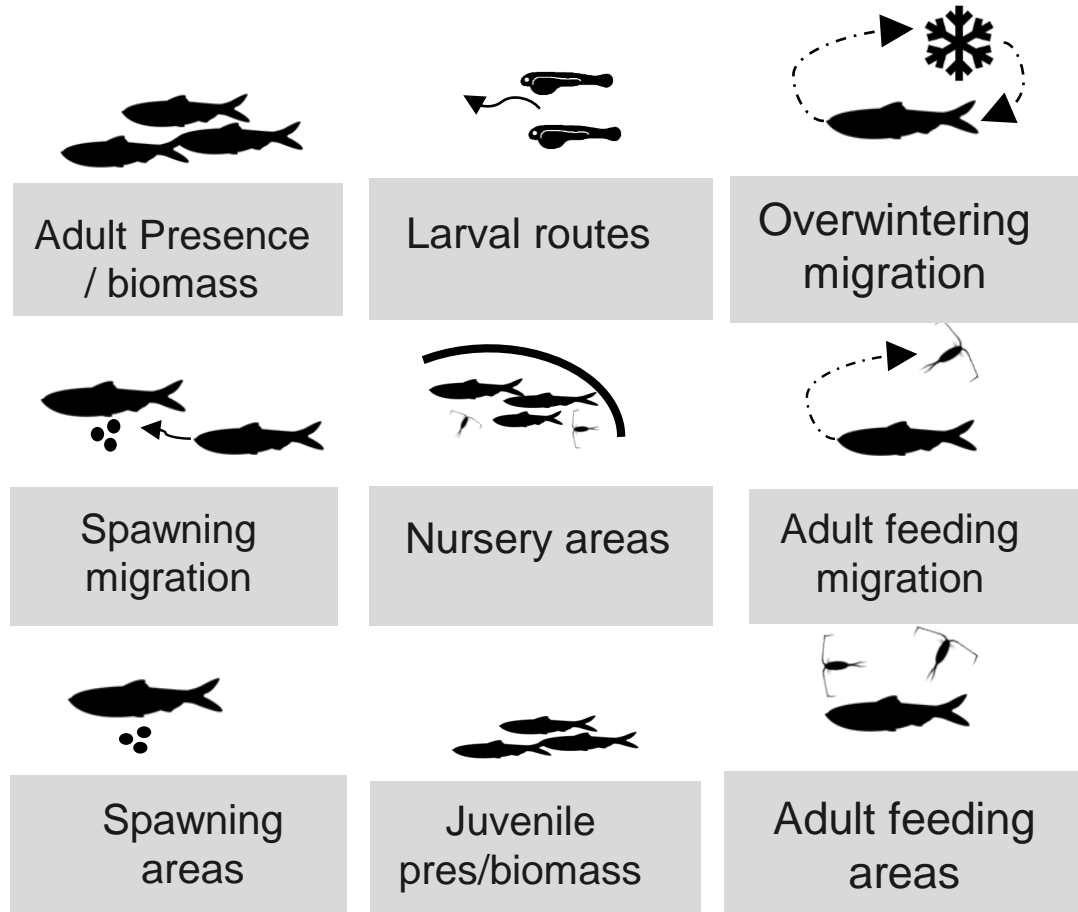 Adult Presence
/ biomass
Larval routes
Overwintering
migration
Spawning
migration
Nursery areas
Adult feeding
migration
Spawning
areas
Juvenile
pres/biomass
Adult feeding
areas